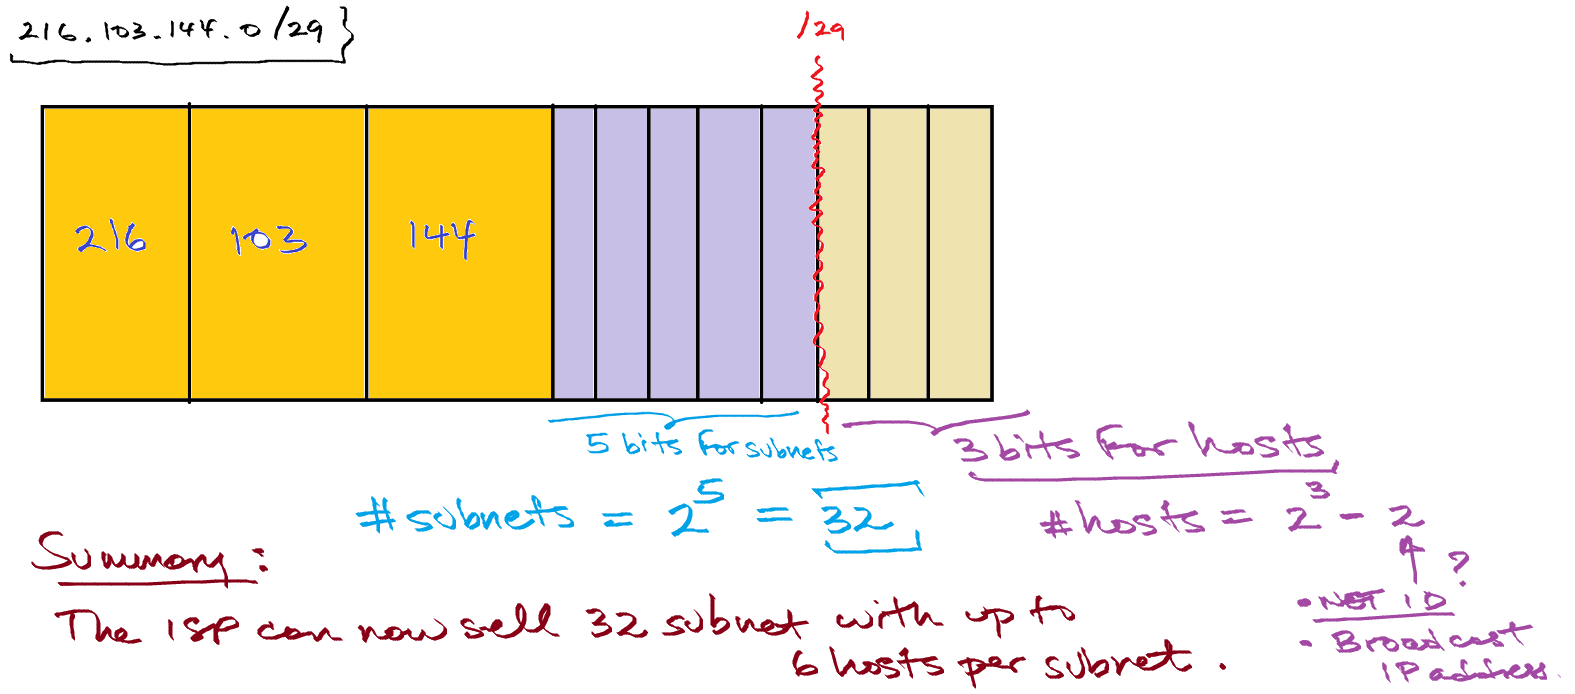 216.103.144.0/29}
/29
216 103 144
5 bits for subnets
3 bits for hosts
#subnets = 2^5 = 32
#hosts = 2^3 - 2
?
• NET ID
• Broadcast
IP address.
Summary:
The ISP can now sell 32 subnet with up to
6 hosts per subnet.